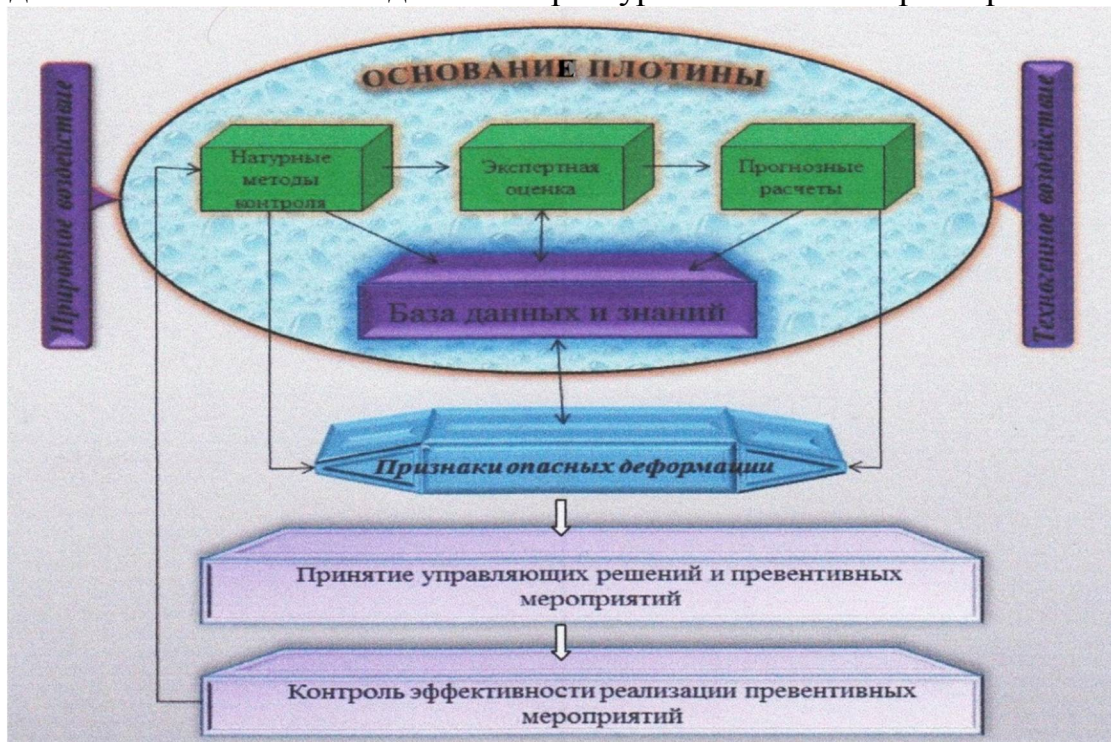 ОСНОВАНИЕ ПЛОТИНЫ
Природное воздействие
Техногенное воздействие
Натурные
методы
контроля
Экспертная
оценка
Прогнозные
расчеты
База данных и знаний
Признаки опасных деформации
Принятие управляющих решений и превентивных
мероприятий
Контроль эффективности реализации превентивных
мероприятий